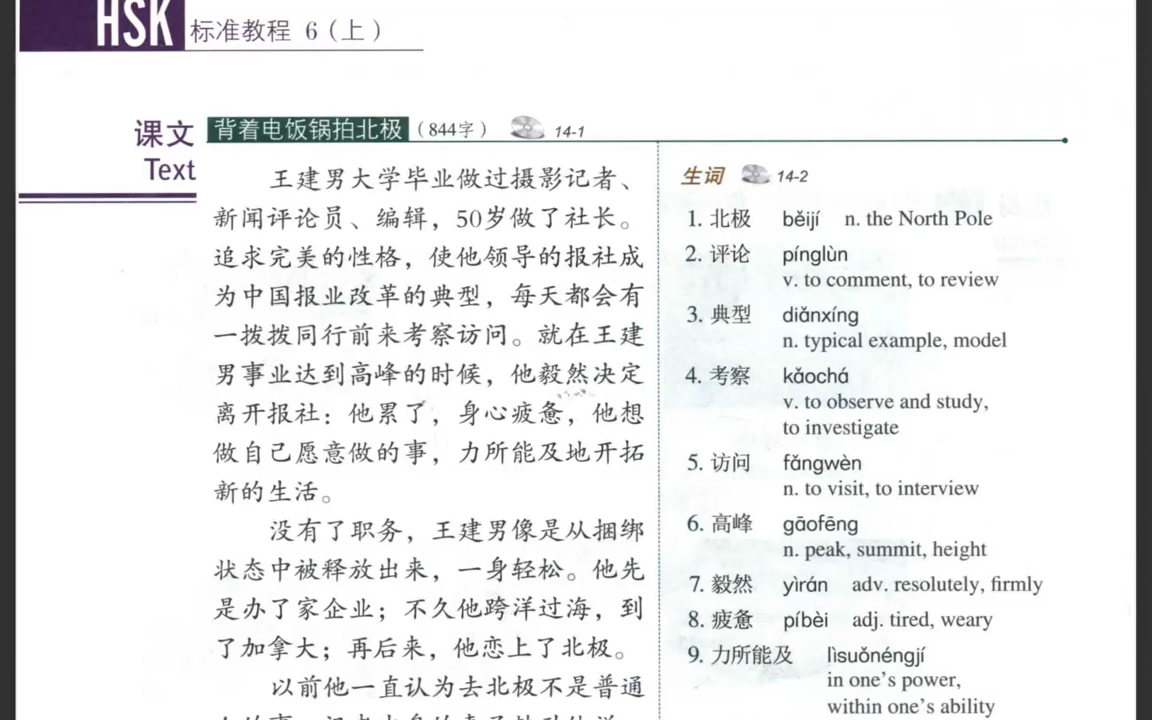 HSK 标准教程 6（上）
课文
Text
背着电饭锅拍北极（844字） 14-1
王建男大学毕业做过摄影记者、
新闻评论员、编辑，50岁做了社长。
追求完美的性格，使他领导的报社成
为中国报业改革的典型，每天都会有
一拨拨同行前来考察访问。就在王建
男事业达到高峰的时候，他毅然决定
离开报社：他累了，身心疲惫，他想
做自己愿意做的事，力所能及地开拓
新的生活。
没有了职务，王建男像是从捆绑
状态中被释放出来，一身轻松。他先
是办了家企业；不久他跨洋过海，到
了加拿大；再后来，他恋上了北极。
以前他一直认为去北极不是普通
生词 14-2
1. 北极 běijí n. the North Pole
2. 评论 pínglùn
v. to comment, to review
3. 典型 diǎnxíng
n. typical example, model
4. 考察 kǎochá
v. to observe and study,
to investigate
5. 访问 fǎngwèn
n. to visit, to interview
6. 高峰 gāofēng
n. peak, summit, height
7. 毅然 yìrán adv. resolutely, firmly
8. 疲惫 píbèi adj. tired, weary
9. 力所能及 lìsuǒnéngjí
in one's power,
within one's ability